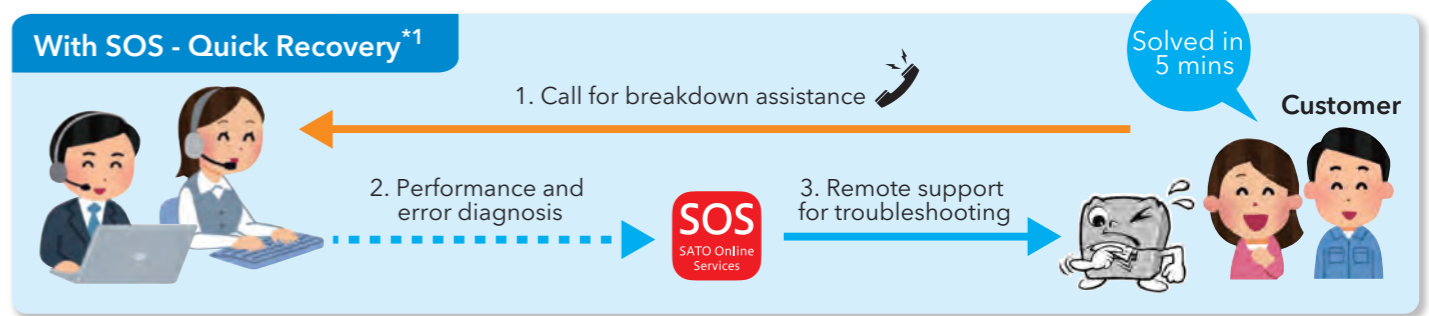 With SOS - Quick Recovery*1
Solved in
5 mins
1. Call for breakdown assistance
Customer
2. Performance and
error diagnosis
SOS
SATO Online
Services
3. Remote support
for troubleshooting